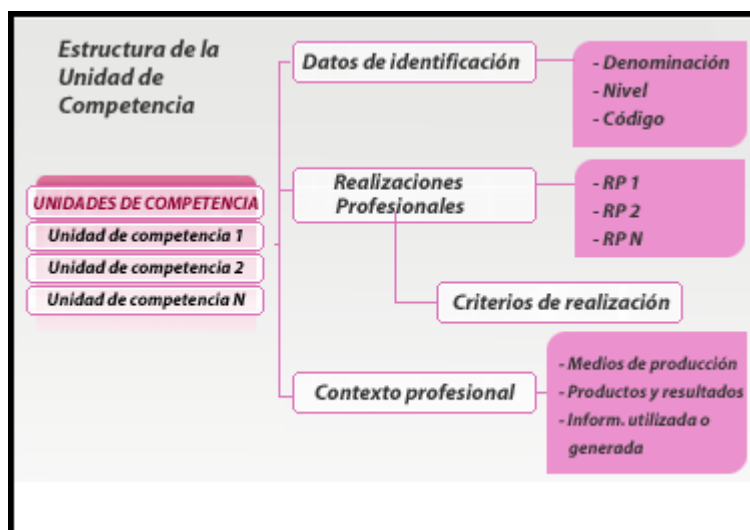 Estructura de la
Unidad de
Competencia
UNIDADES DE COMPETENCIA
Unidad de competencia 1
Unidad de competencia 2
Unidad de competencia N
Datos de identificación
- Denominación
- Nivel
- Código
Realizaciones
Profesionales
- RP 1
- RP 2
- RP N
Criterios de realización
Contexto profesional
- Medios de producción
- Productos y resultados
- Inform. utilizada o
generada